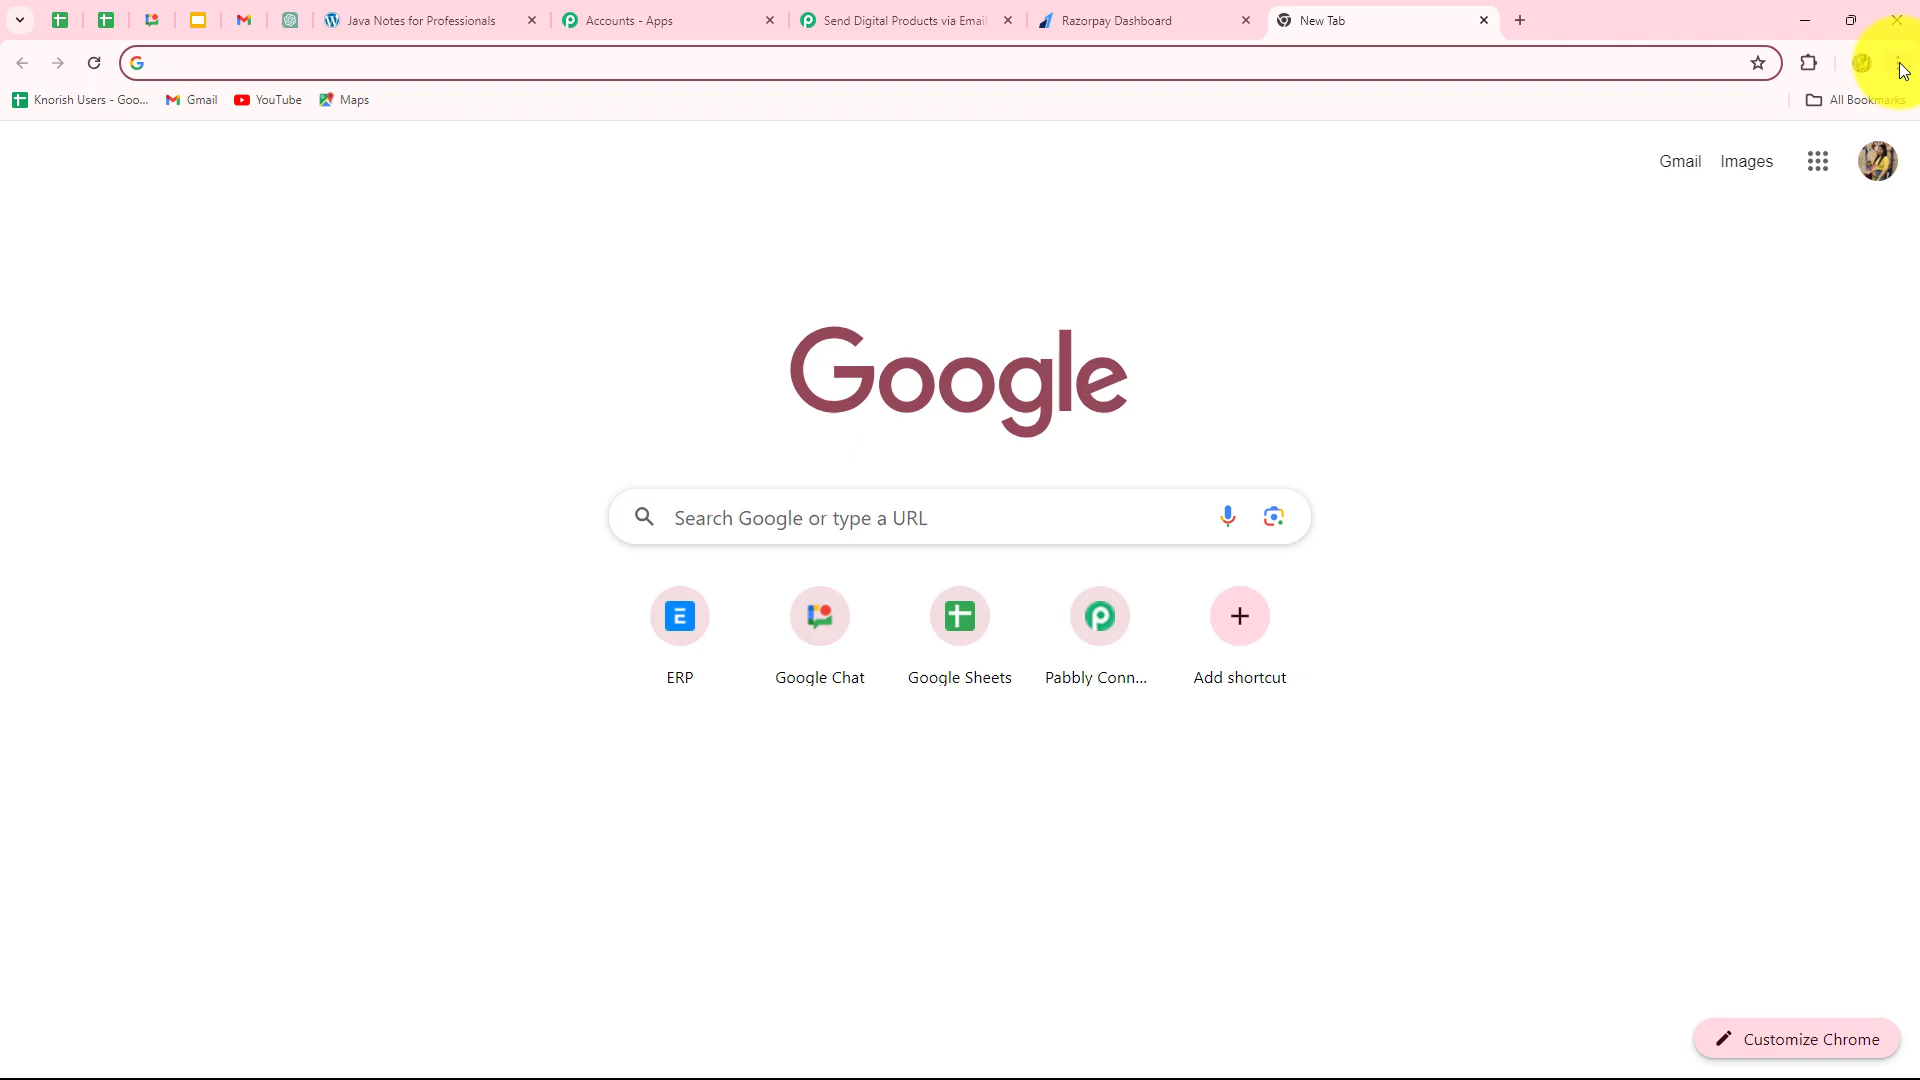 Java Notes for Professionals
Accounts - Apps
Send Digital Products via Email
Razorpay Dashboard
New Tab
Knorish Users - Goo...
Gmail
YouTube
Maps
All Bookmarks
Gmail
Images
Google
Search Google or type a URL
ERP
Google Chat
Google Sheets
Pabbly Conn...
Add shortcut
Customize Chrome